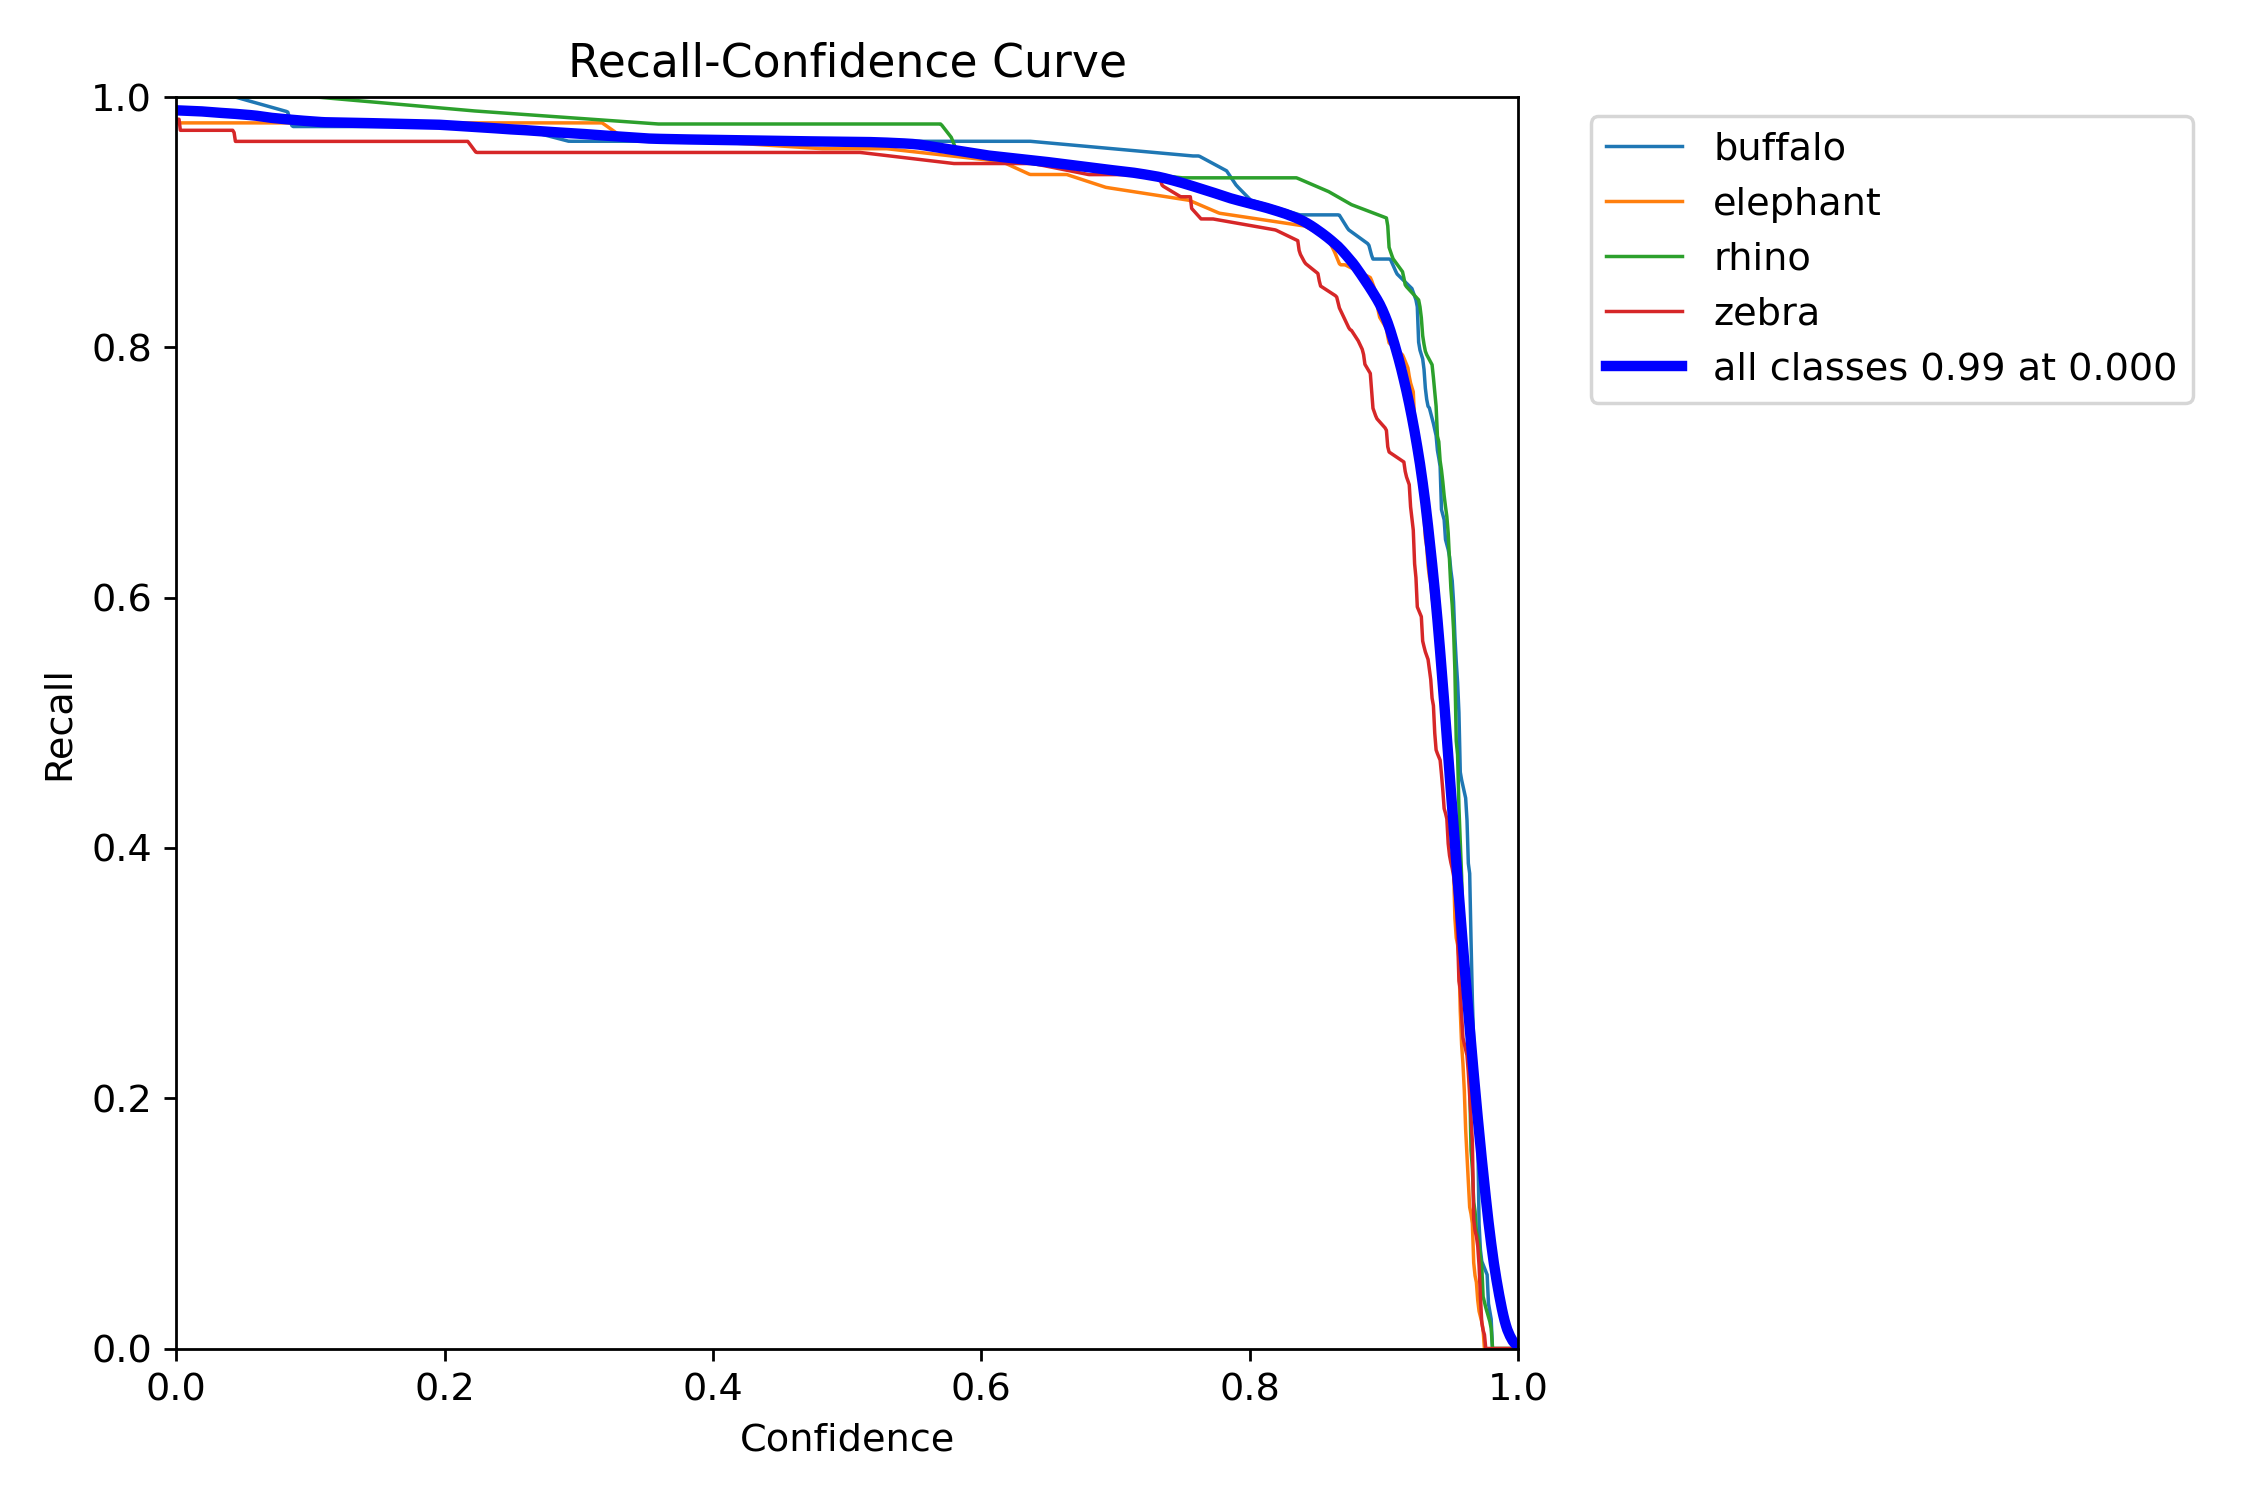 Recall-Confidence Curve
1.0
0.8
0.6
0.4
0.2
0.0
Recall
0.0 0.2 0.4 0.6 0.8 1.0
Confidence
buffalo
elephant
rhino
zebra
all classes 0.99 at 0.000